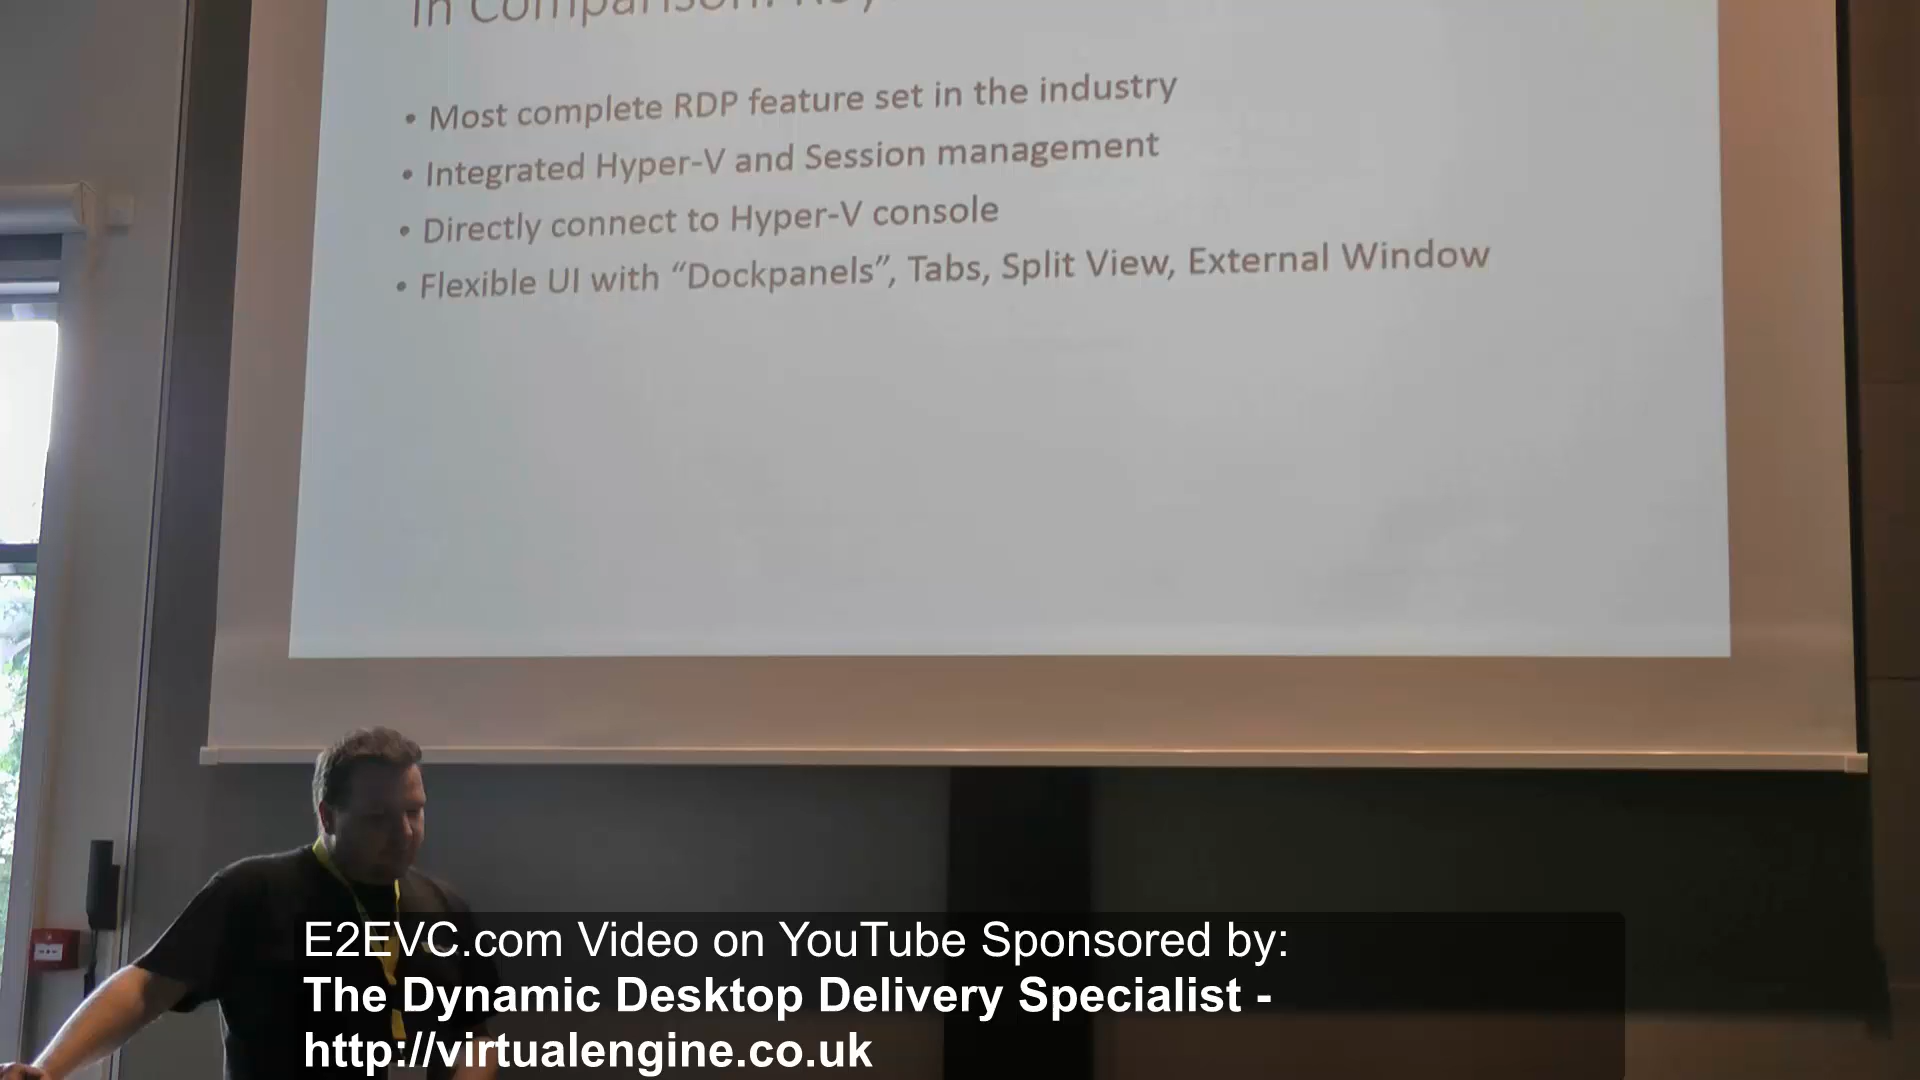 In Comparison:
• Most complete RDP feature set in the industry
• Integrated Hyper-V and Session management
• Directly connect to Hyper-V console
• Flexible UI with “Dockpanels”, Tabs, Split View, External Window
E2EVC.com Video on YouTube Sponsored by:
The Dynamic Desktop Delivery Specialist -
http://virtualengine.co.uk